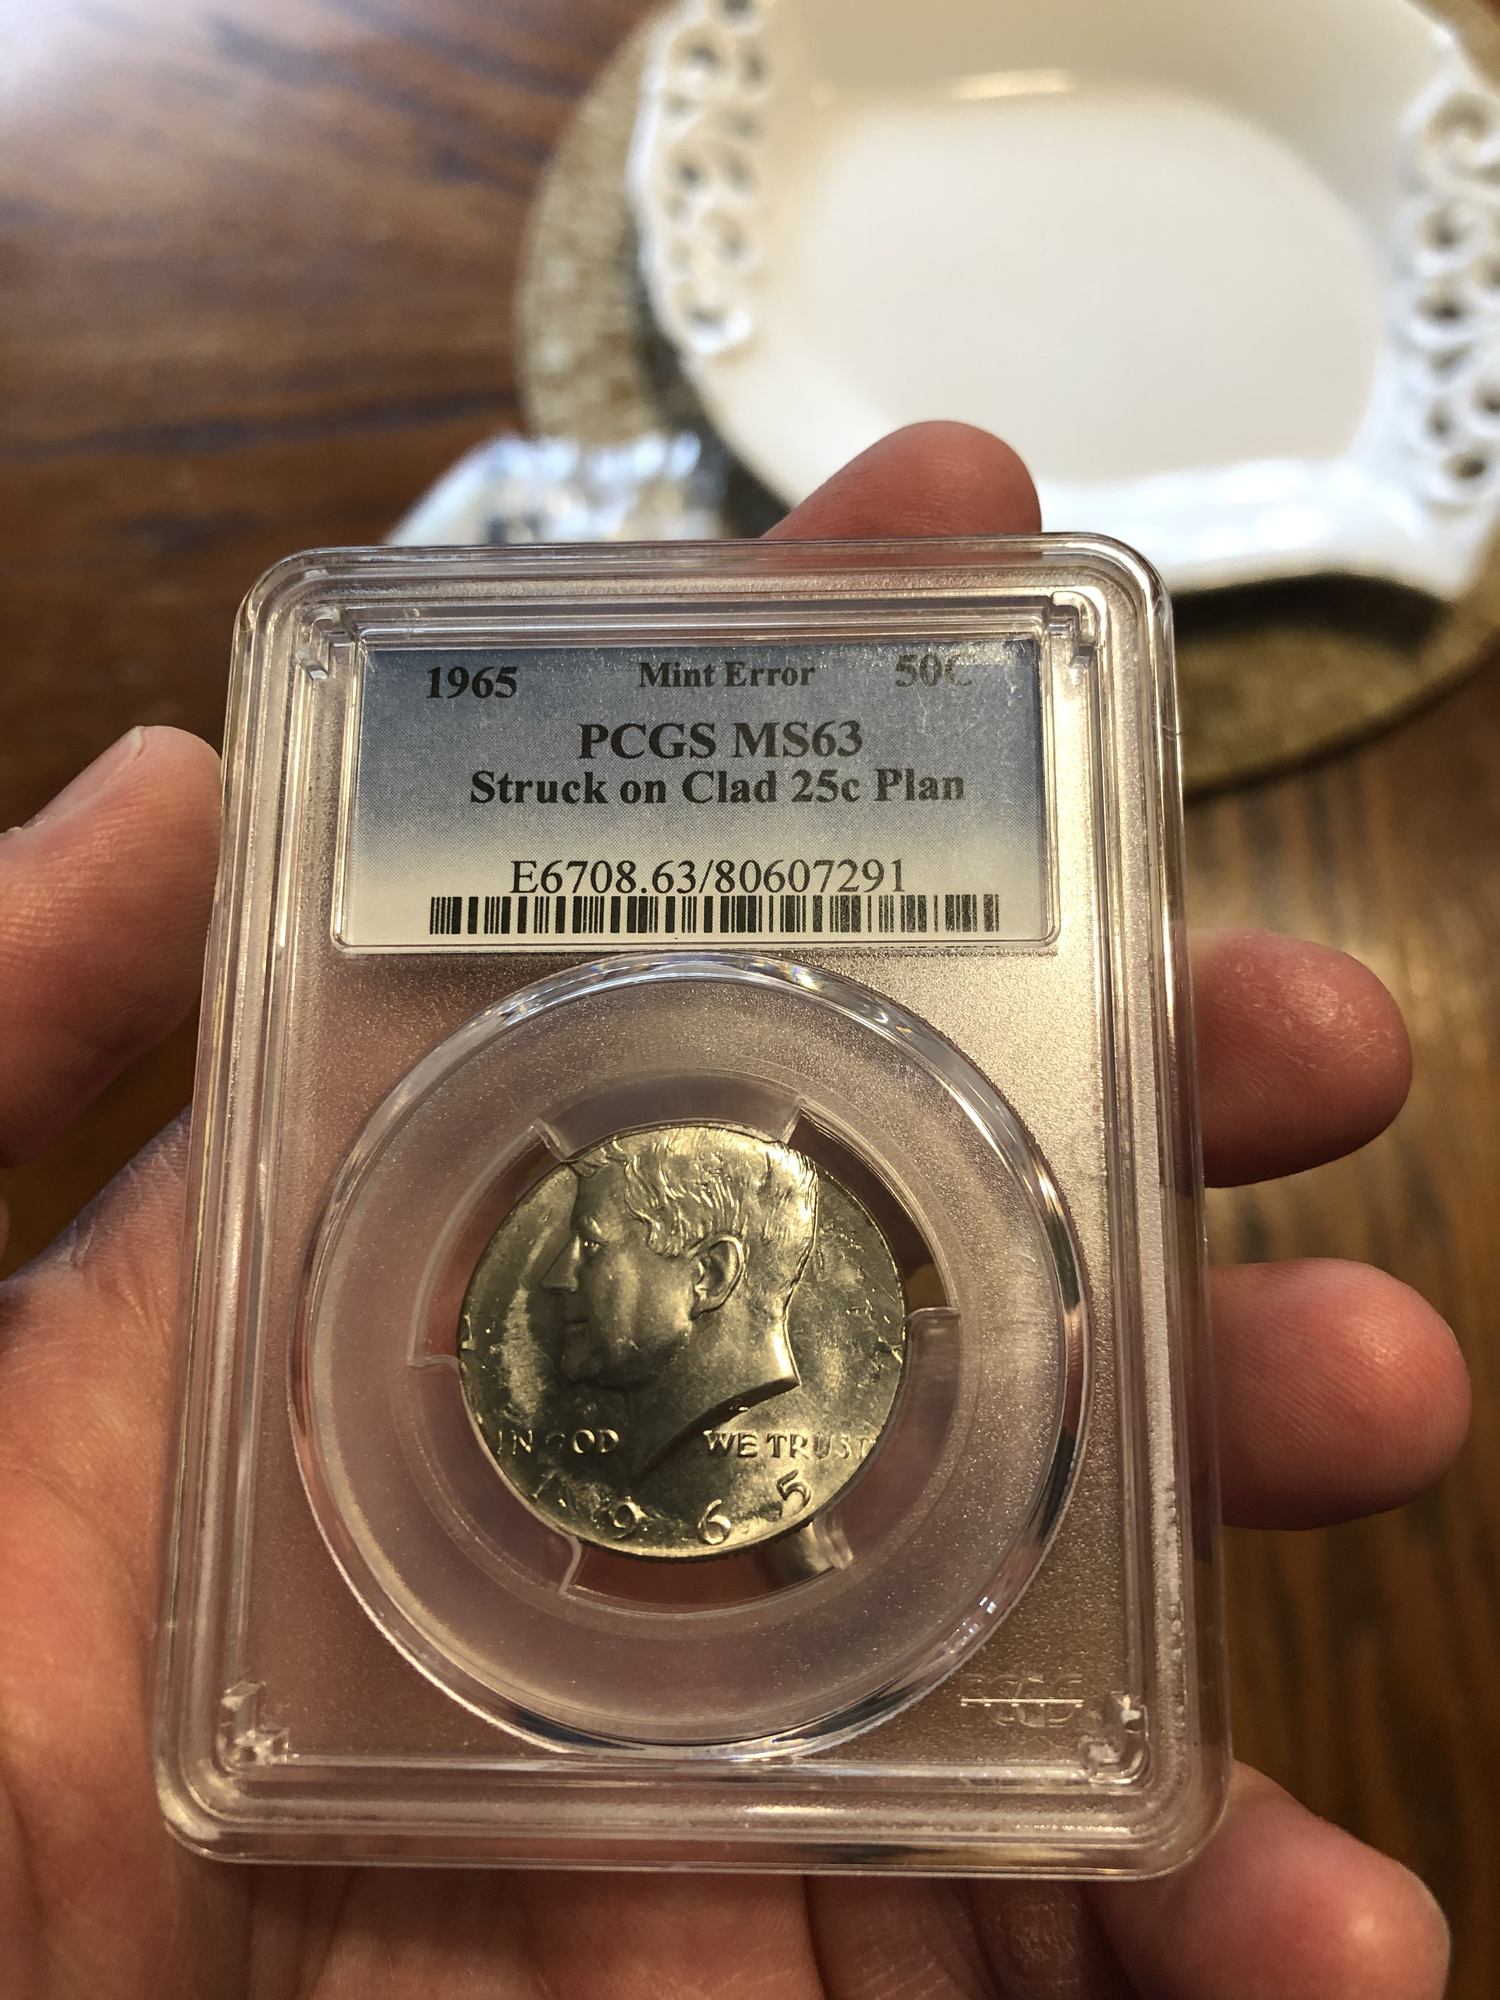 1965 Mint Error 50C
PCGS MS63
Struck on Clad 25c Plan
E6708.63/80607291
IN GOD WE TRUST
1965
PCGS